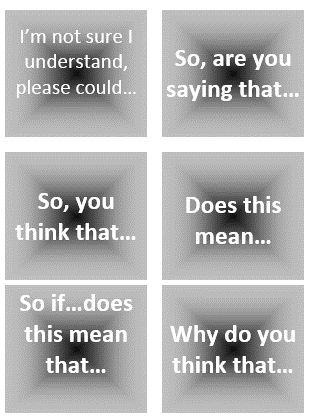 I'm not sure I
understand,
please could…
So, are you
saying that…
So, you
think that…
Does this
mean…
So if…does
this mean
that…
Why do you
think that…